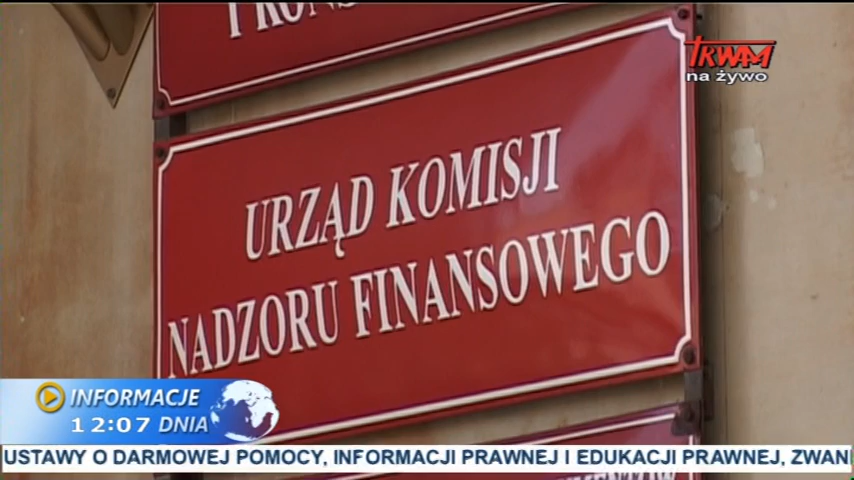 I KONS
TRWAM
na żywo
URZĄD KOMISJI
NADZORU FINANSOWEGO
INFORMACJE
12:07 DNIA
USTAWY O DARMOWEJ POMOCY, INFORMACJI PRAWNEJ I EDUKACJI PRAWNEJ, ZWAN